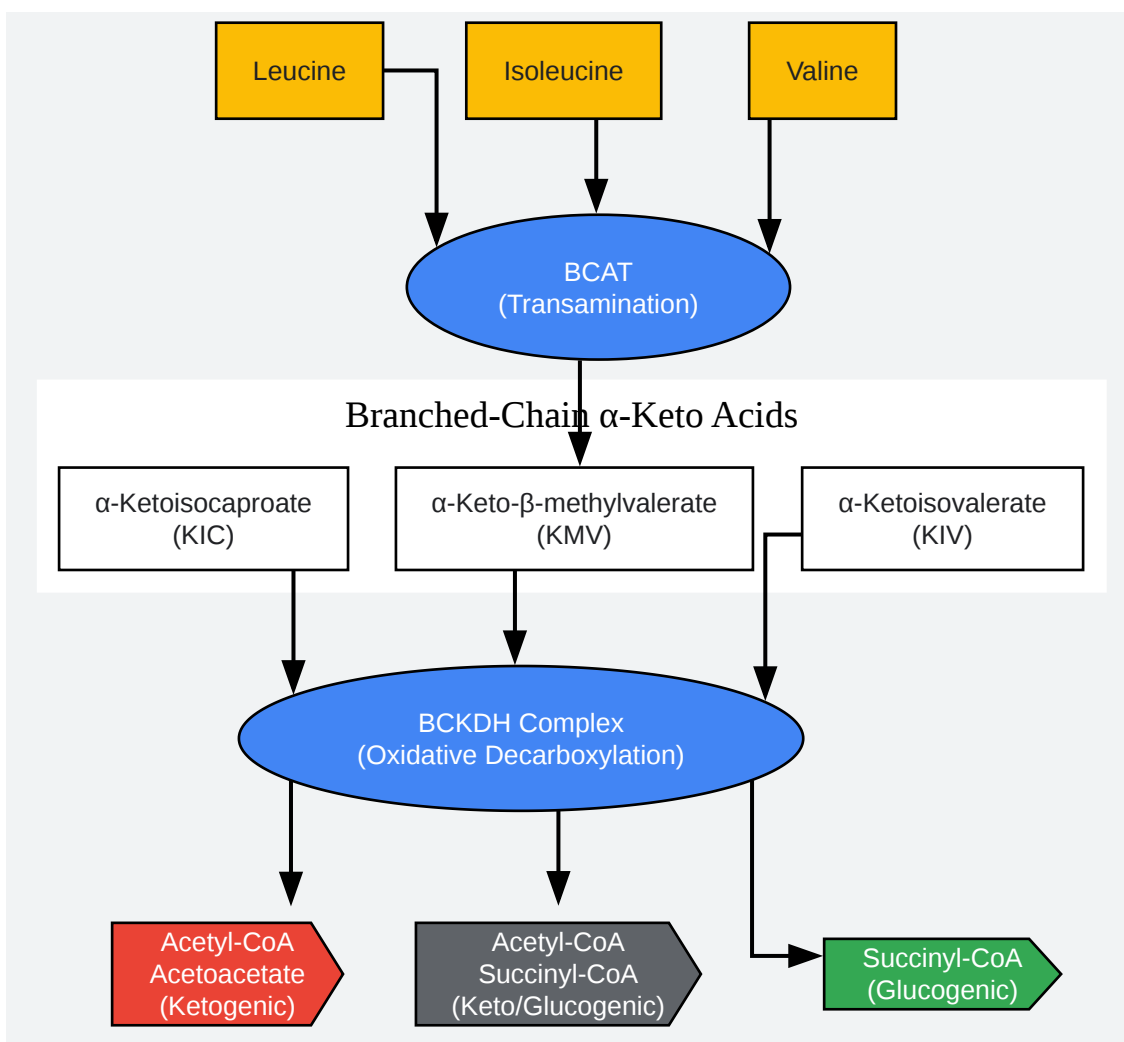 Leucine
Isoleucine
Valine
BCAT
(Transamination)
Branched-Chain α-Keto Acids
α-Ketoisocaproate
(KIC)
α-Keto-β-methylvalerate
(KMV)
α-Ketoisovalerate
(KIV)
BCKDH Complex
(Oxidative Decarboxylation)
Acetyl-CoA
Acetoacetate
(Ketogenic)
Acetyl-CoA
Succinyl-CoA
(Keto/Glucogenic)
Succinyl-CoA
(Glucogenic)